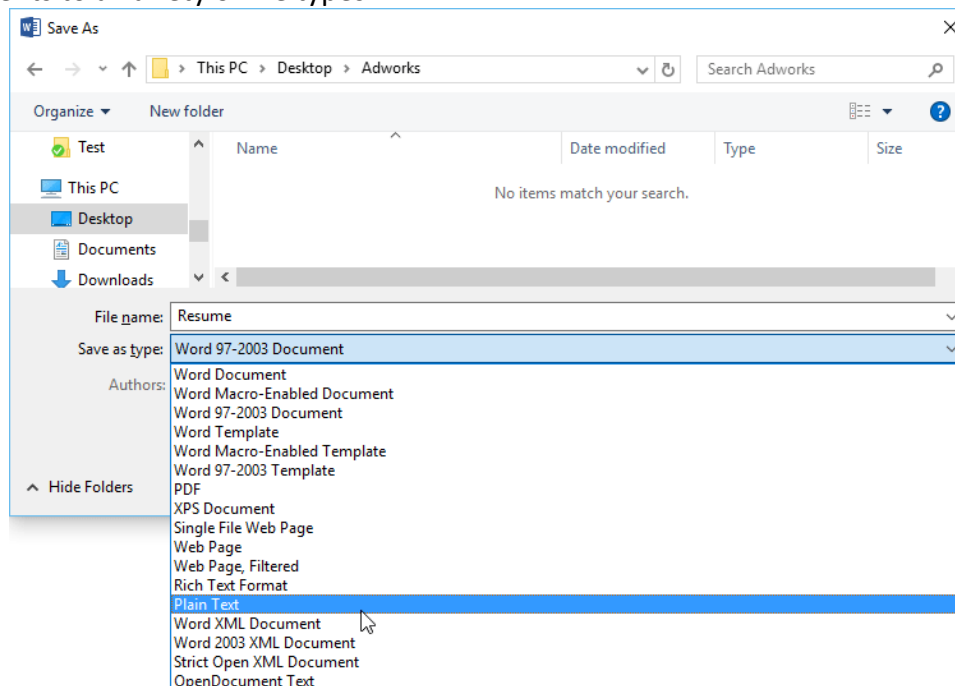 Save As
This PC > Desktop > Adworks
Search Adworks
Organize
New folder
Test
This PC
Desktop
Documents
Downloads
Name
Date modified
Type
Size
No items match your search.
File name: Resume
Save as type: Word 97-2003 Document
Authors:
Word Document
Word Macro-Enabled Document
Word 97-2003 Document
Word Template
Word Macro-Enabled Template
Word 97-2003 Template
PDF
XPS Document
Single File Web Page
Web Page
Web Page, Filtered
Rich Text Format
Plain Text
Word XML Document
Word 2003 XML Document
Strict Open XML Document
OpenDocument Text
Hide Folders